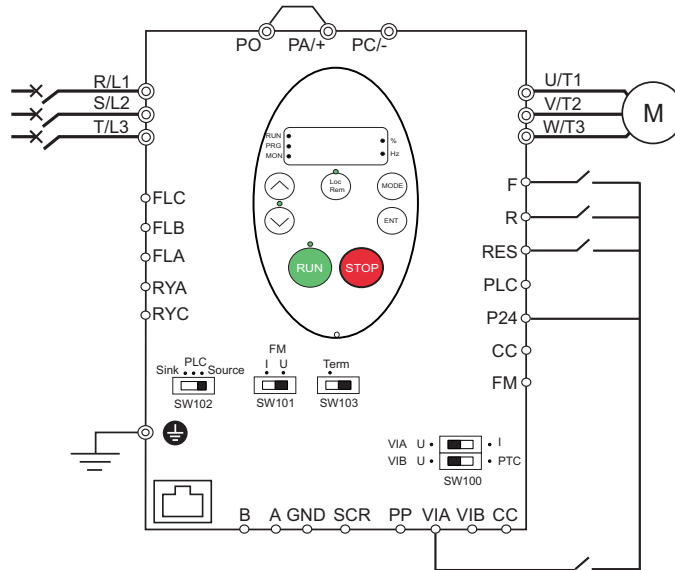 PO PA/+ PC/-
R/L1
S/L2
T/L3
U/T1
V/T2
W/T3
M
RUN
PRG
MON
%
Hz
Loc
Rem
MODE
ENT
RUN
STOP
FLC
FLB
FLA
RYA
RYC
F
R
RES
PLC
P24
CC
FM
PLC
Sink Source
SW102
FM
I U
SW101
Term
SW103
VIA U I
VIB U PTC
SW100
B A GND SCR PP VIA VIB CC